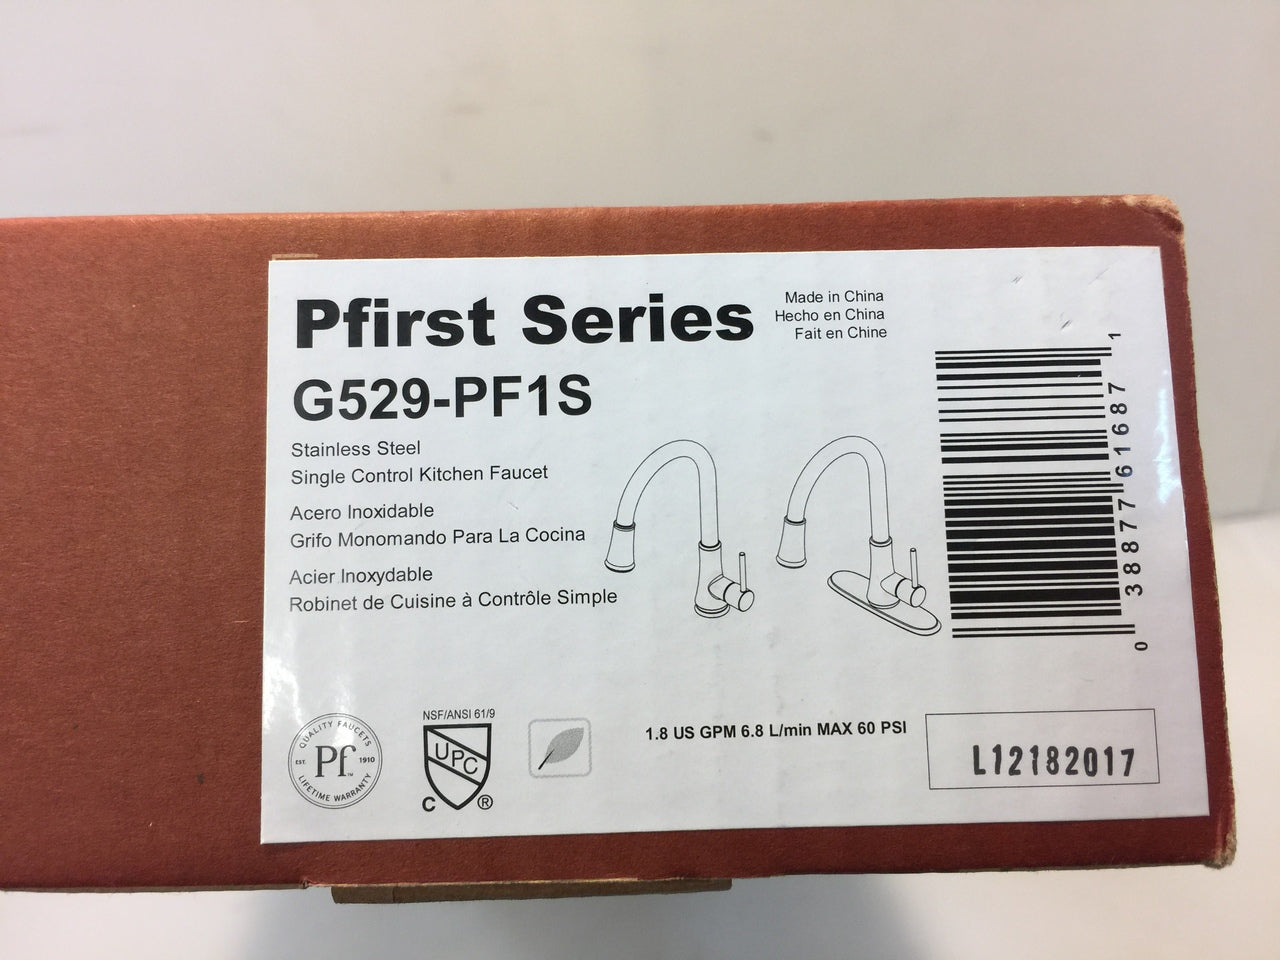 Pfirst Series
Made in China
Hecho en China
Fait en Chine
G529-PF1S
Stainless Steel
Single Control Kitchen Faucet
Acero Inoxidable
Grifo Monomando Para La Cocina
Acier Inoxydable
Robinet de Cuisine à Contrôle Simple
0 38877 61687 1
QUALITY FAUCETS
EST. Pf™ 1910
LIFETIME WARRANTY
NSF/ANSI 61/9
UPC
C ®
1.8 US GPM 6.8 L/min MAX 60 PSI
L12182017